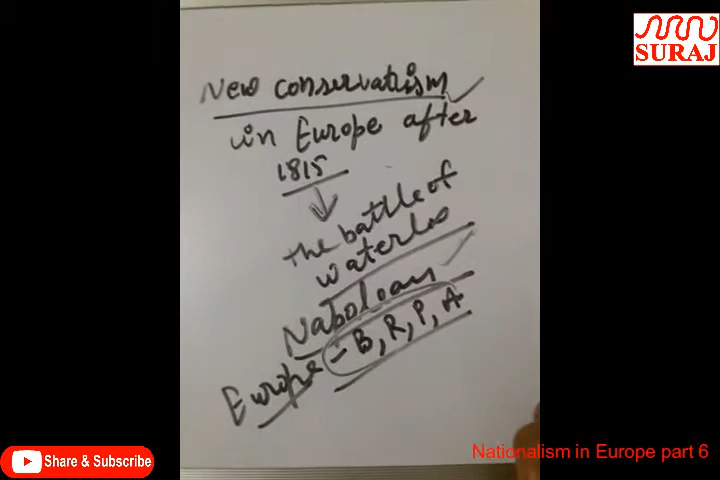 SURAJ
New conservatism
in Europe after
1815
the battle of
waterloo
Napoloan
Europe - B, R, P, A
Nationalism in Europe part 6
Share & Subscribe